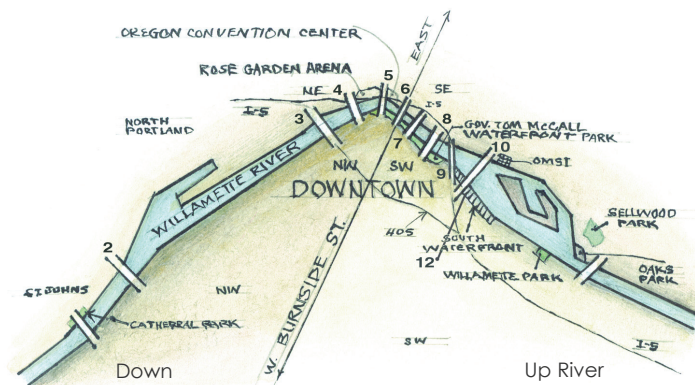 OREGON CONVENTION CENTER
EAST
ROSE GARDEN ARENA
5
4
NE
6
SE
I-5
3
I-5
8
GOV. TOM McCALL
WATERFRONT PARK
NORTH
PORTLAND
7
10
OMSI
NW
SW
9
WILLAMETTE RIVER
DOWNTOWN
SELLWOOD
PARK
405
SOUTH
WATERFRONT
2
12
WILLAMETTE PARK
OAKS
PARK
ST. JOHNS
NW
CATHEDRAL PARK
W. BURNSIDE ST.
SW
I-5
Down
Up River